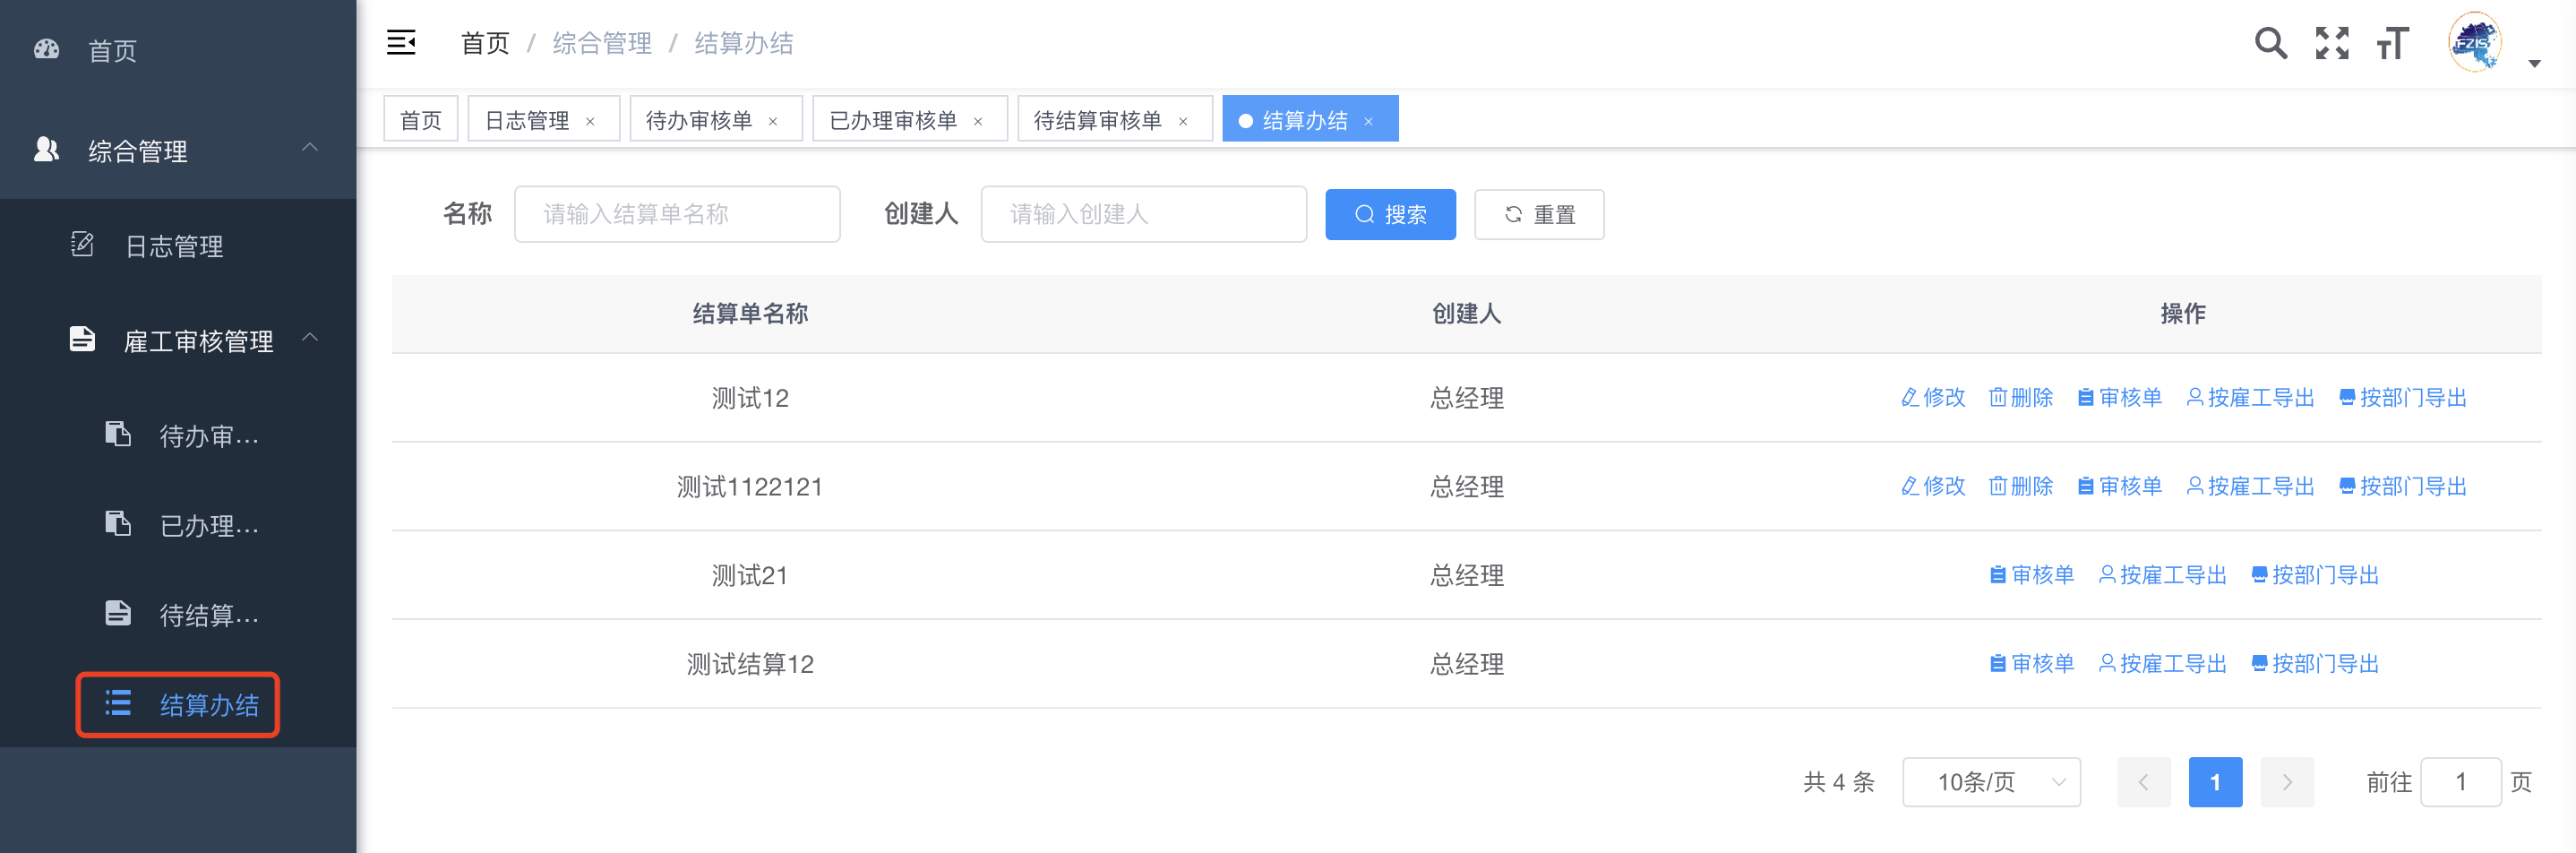 首页
综合管理
日志管理
雇工审核管理
待办审...
已办理...
待结算...
结算办结
首页 / 综合管理 / 结算办结
FZIS
首页 日志管理 × 待办审核单 × 已办理审核单 × 待结算审核单 × 结算办结 ×
名称 请输入结算单名称 创建人 请输入创建人 搜索 重置
结算单名称 创建人 操作
测试12 总经理 修改 删除 审核单 按雇工导出 按部门导出
测试1122121 总经理 修改 删除 审核单 按雇工导出 按部门导出
测试21 总经理 审核单 按雇工导出 按部门导出
测试结算12 总经理 审核单 按雇工导出 按部门导出
共 4 条 10条/页 1 前往 1 页